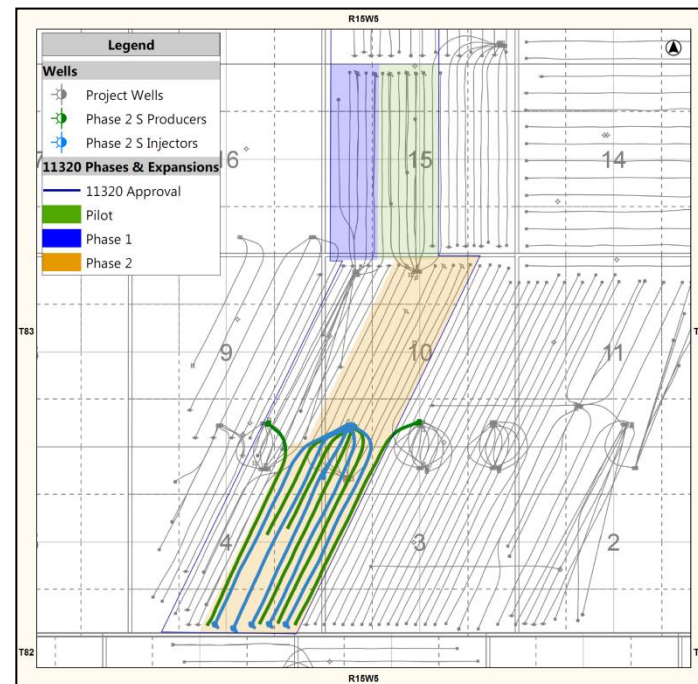 R15W5
Legend
Wells
Project Wells
Phase 2 S Producers
Phase 2 S Injectors
11320 Phases & Expansions
11320 Approval
Pilot
Phase 1
Phase 2
16
15
14
T83
9
10
11
4
3
2
T82
R15W5